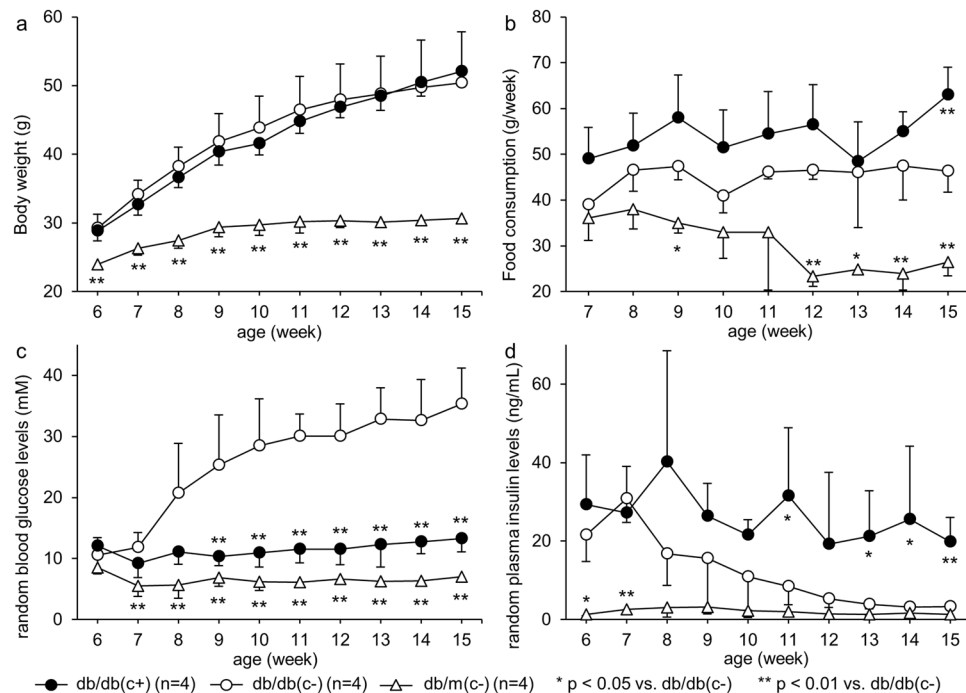 a
60
50
40
30
20
Body weight (g)
** ** ** ** ** ** ** ** ** **
6 7 8 9 10 11 12 13 14 15
age (week)
b
80
70
60
50
40
30
20
Food consumption (g/week)
**
* ** * ** **
7 8 9 10 11 12 13 14 15
age (week)
c
40
30
20
10
0
random blood glucose levels (mM)
** ** ** ** ** ** **
** ** ** ** ** ** ** ** **
6 7 8 9 10 11 12 13 14 15
age (week)
d
60
40
20
0
random plasma insulin levels (ng/mL)
* * * **
* **
6 7 8 9 10 11 12 13 14 15
age (week)
db/db(c+) (n=4) db/db(c-) (n=4) db/m(c-) (n=4) * p < 0.05 vs. db/db(c-) ** p < 0.01 vs. db/db(c-)